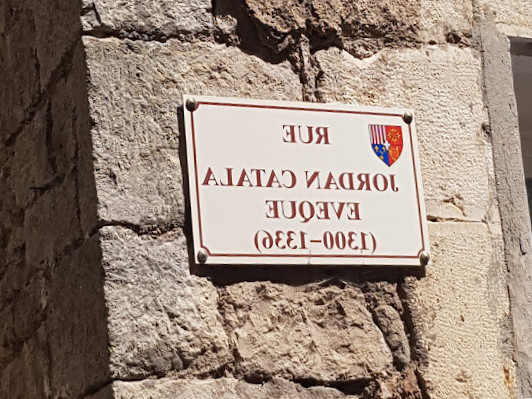 RUE
JORDAN CATALA
EVEQUE
(1300-1336)